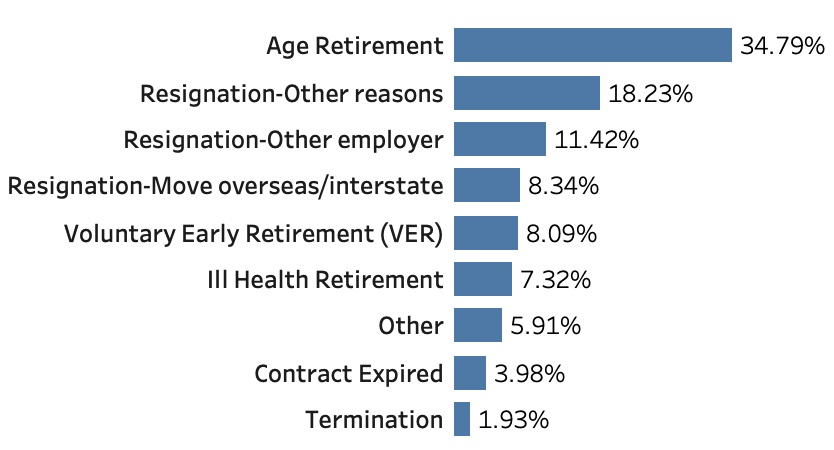 Age Retirement 34.79%
Resignation-Other reasons 18.23%
Resignation-Other employer 11.42%
Resignation-Move overseas/interstate 8.34%
Voluntary Early Retirement (VER) 8.09%
Ill Health Retirement 7.32%
Other 5.91%
Contract Expired 3.98%
Termination 1.93%